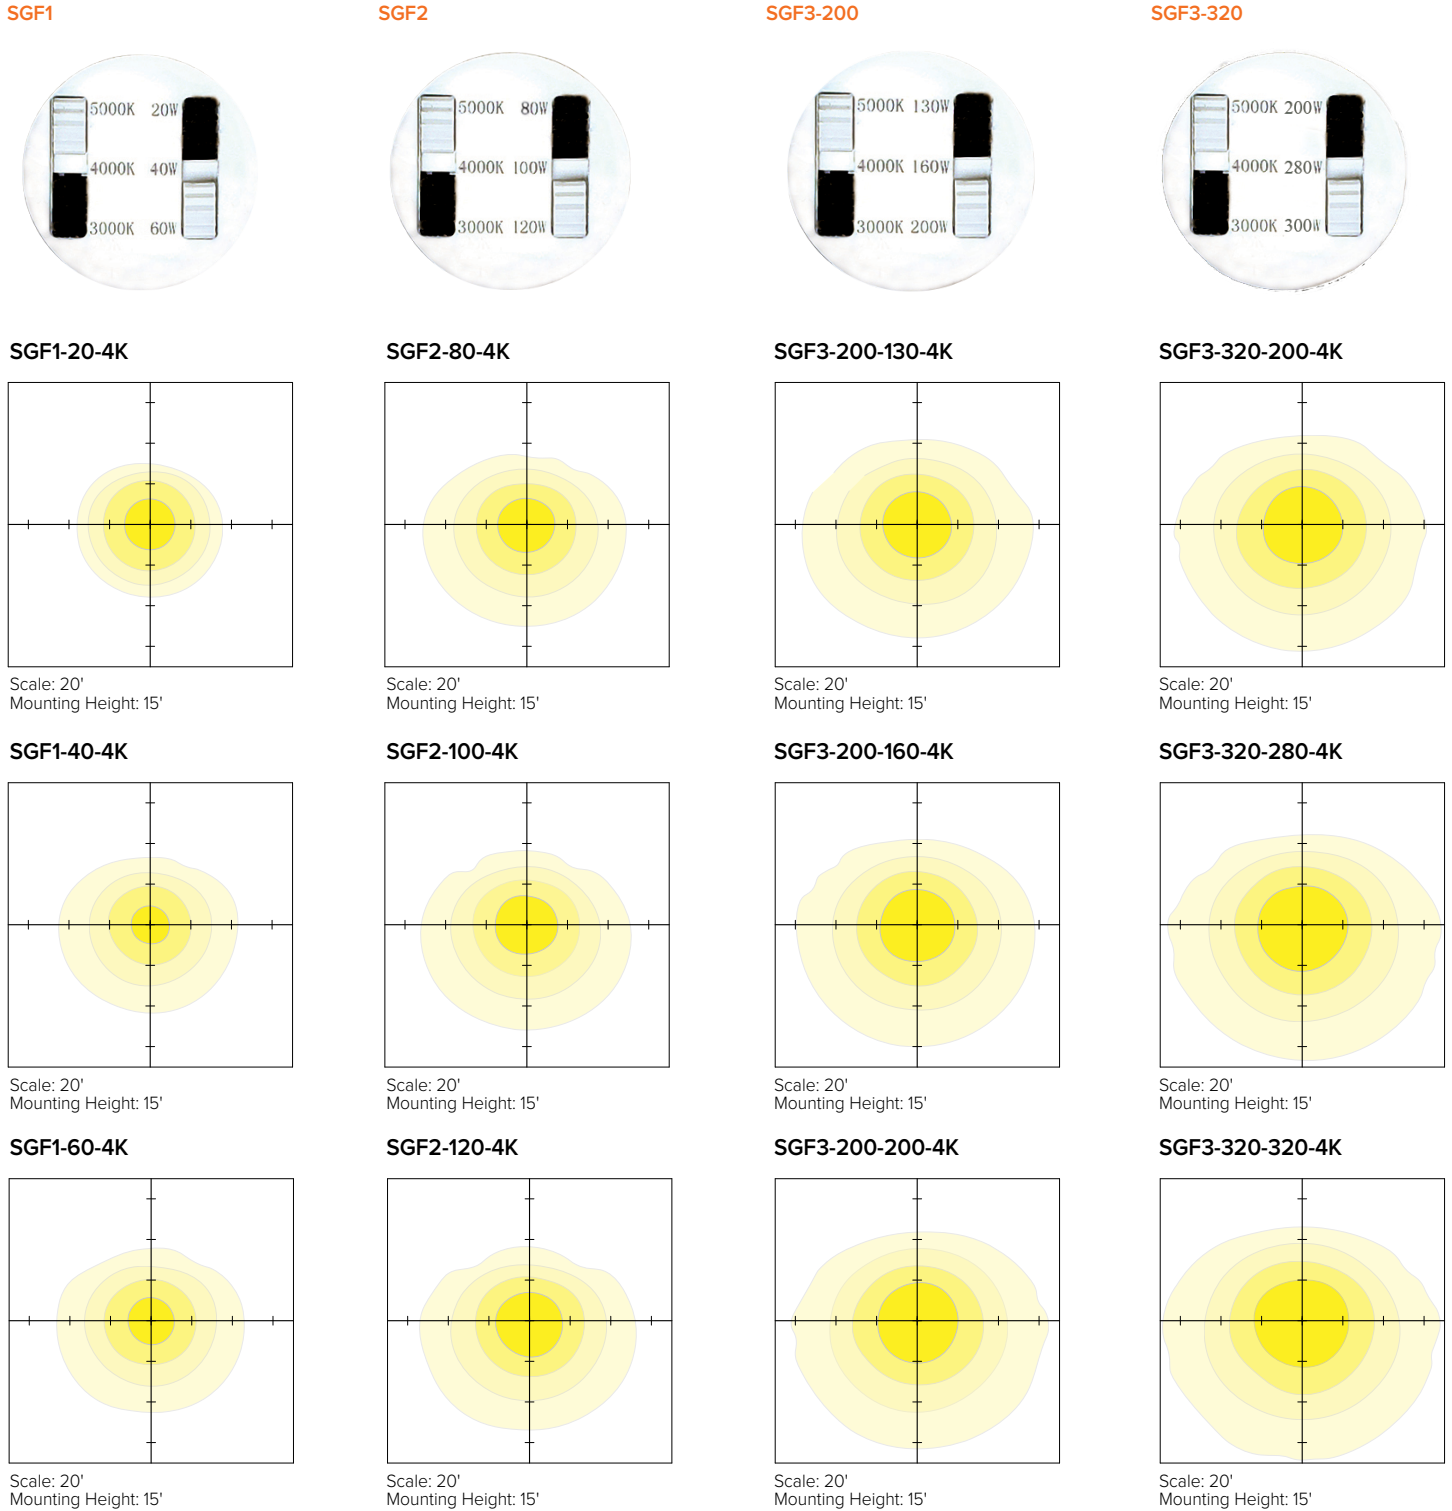 SGF1
SGF2
SGF3-200
SGF3-320
5000K 20W
4000K 40W
3000K 60W
5000K 80W
4000K 100W
3000K 120W
5000K 130W
4000K 160W
3000K 200W
5000K 200W
4000K 280W
3000K 300W
SGF1-20-4K
SGF2-80-4K
SGF3-200-130-4K
SGF3-320-200-4K
Scale: 20'
Mounting Height: 15'
Scale: 20'
Mounting Height: 15'
Scale: 20'
Mounting Height: 15'
Scale: 20'
Mounting Height: 15'
SGF1-40-4K
SGF2-100-4K
SGF3-200-160-4K
SGF3-320-280-4K
Scale: 20'
Mounting Height: 15'
Scale: 20'
Mounting Height: 15'
Scale: 20'
Mounting Height: 15'
Scale: 20'
Mounting Height: 15'
SGF1-60-4K
SGF2-120-4K
SGF3-200-200-4K
SGF3-320-320-4K
Scale: 20'
Mounting Height: 15'
Scale: 20'
Mounting Height: 15'
Scale: 20'
Mounting Height: 15'
Scale: 20'
Mounting Height: 15'